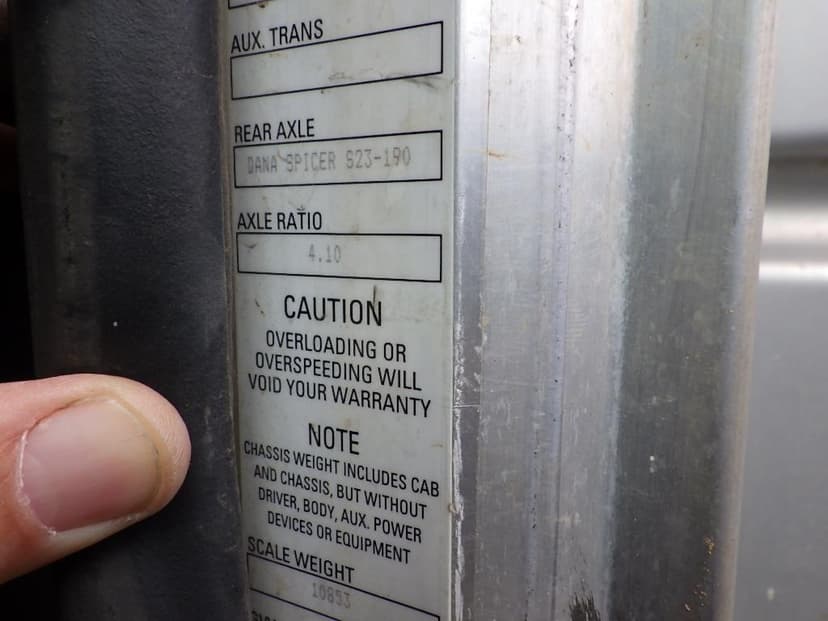 AUX. TRANS
REAR AXLE
DANA SPICER S23-190
AXLE RATIO
4.10
CAUTION
OVERLOADING OR
OVERSPEEDING WILL
VOID YOUR WARRANTY
NOTE
CHASSIS WEIGHT INCLUDES CAB
AND CHASSIS, BUT WITHOUT
DRIVER, BODY, AUX. POWER
DEVICES OR EQUIPMENT
SCALE WEIGHT
10853